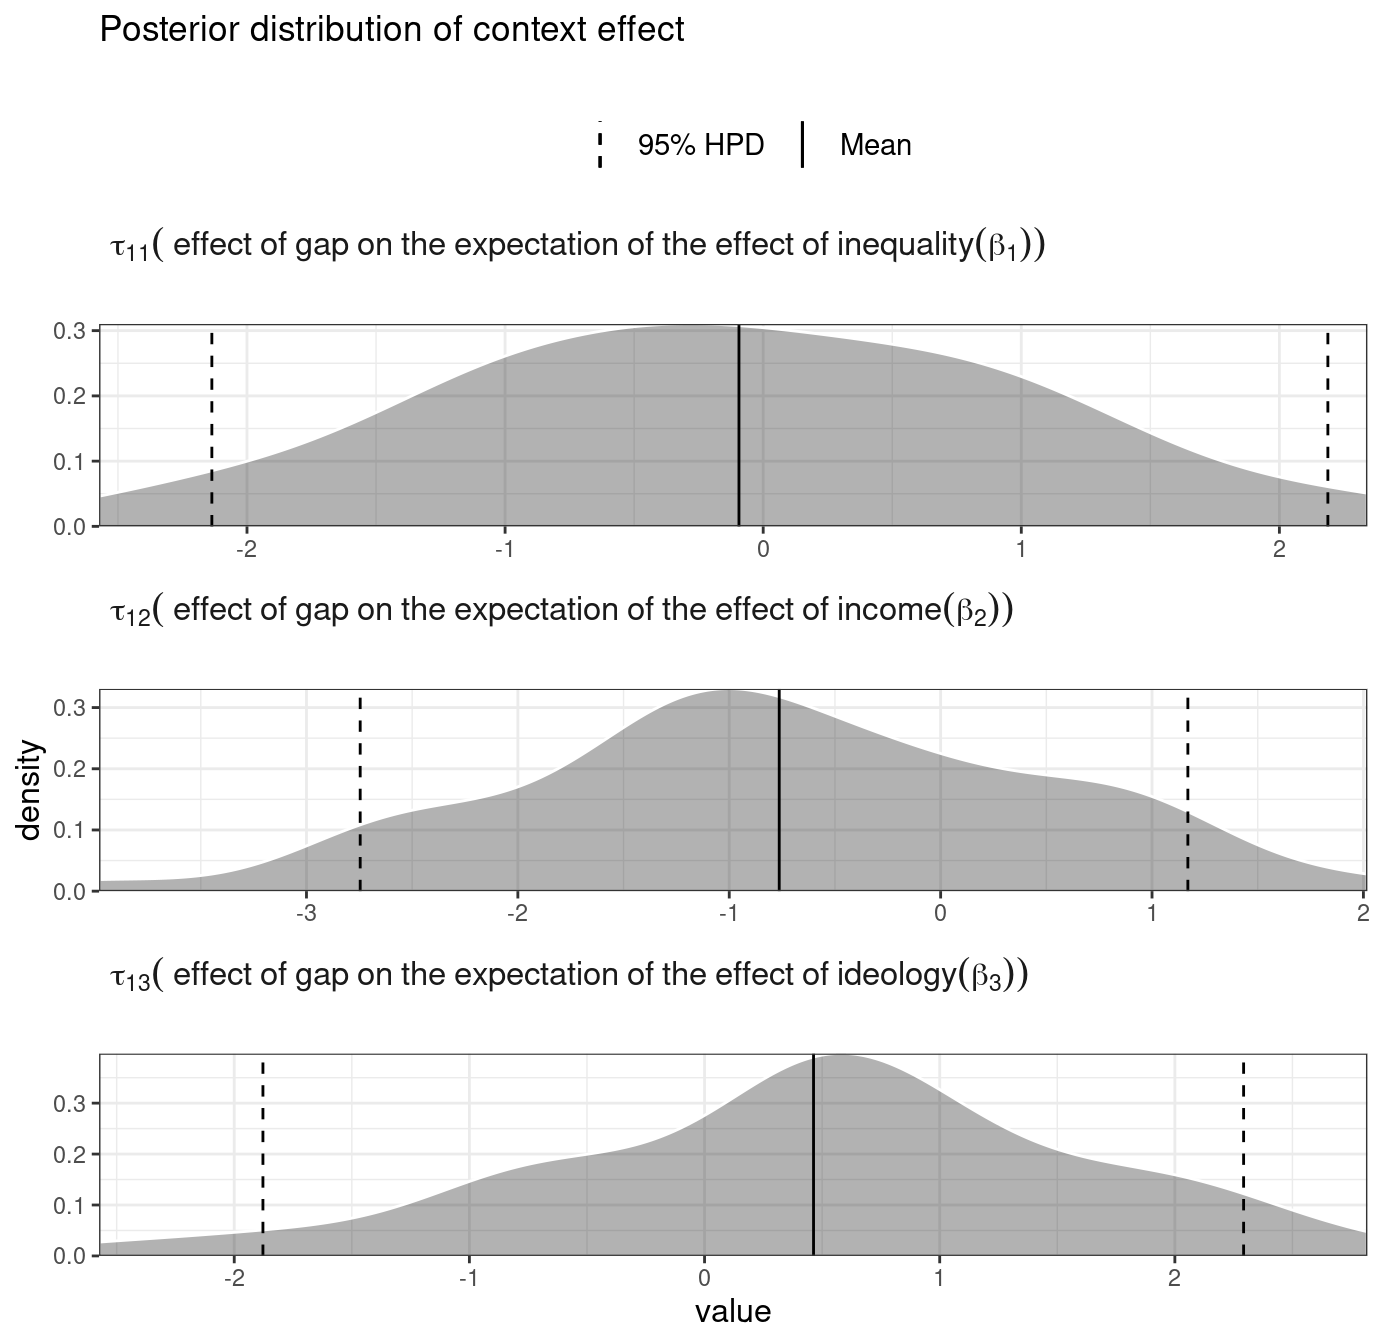 Posterior distribution of context effect
95% HPD Mean
τ₁₁( effect of gap on the expectation of the effect of inequality(β₁))
0.3
0.2
0.1
0.0
-2 -1 0 1 2
τ₁₂( effect of gap on the expectation of the effect of income(β₂))
density
0.3
0.2
0.1
0.0
-3 -2 -1 0 1 2
τ₁₃( effect of gap on the expectation of the effect of ideology(β₃))
0.3
0.2
0.1
0.0
-2 -1 0 1 2
value